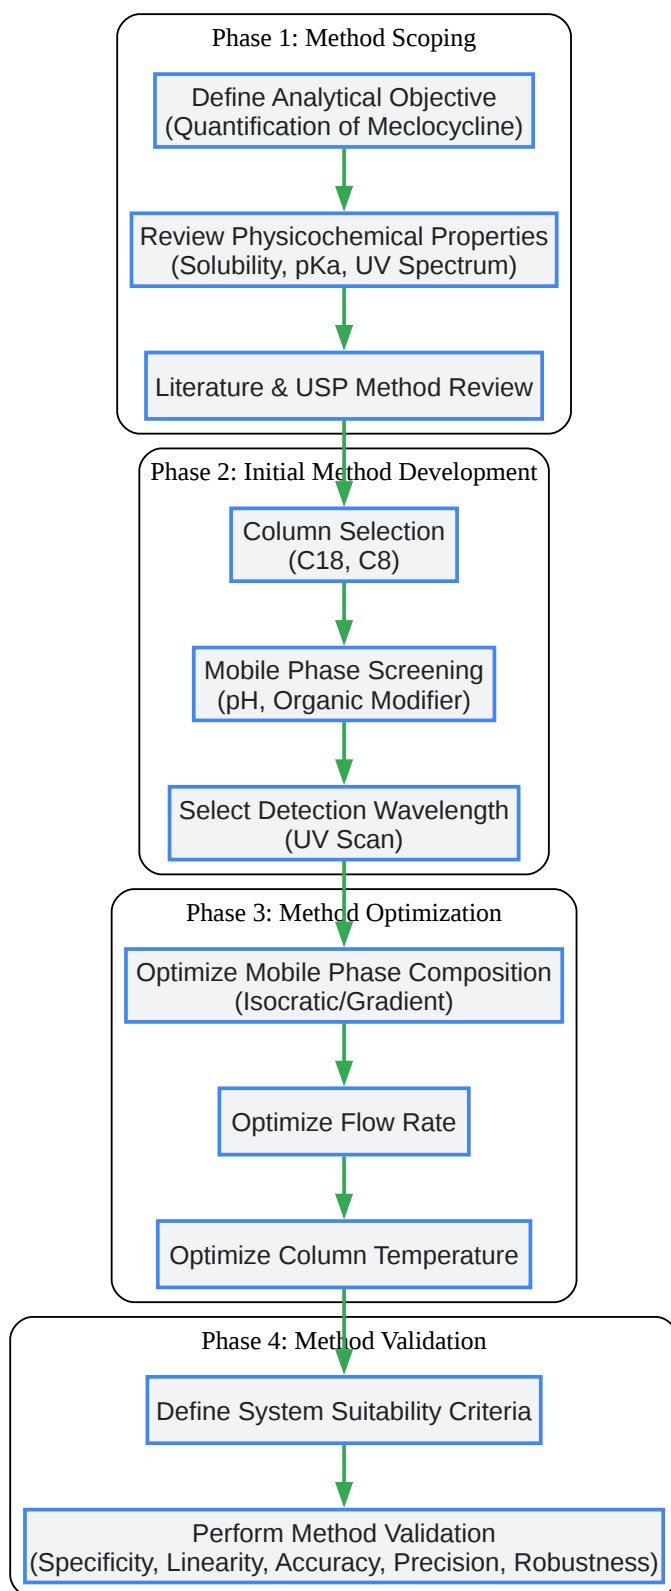 Phase 1: Method Scoping
Define Analytical Objective
(Quantification of Meclocycline)
Review Physicochemical Properties
(Solubility, pKa, UV Spectrum)
Literature & USP Method Review
Phase 2: Initial Method Development
Column Selection
(C18, C8)
Mobile Phase Screening
(pH, Organic Modifier)
Select Detection Wavelength
(UV Scan)
Phase 3: Method Optimization
Optimize Mobile Phase Composition
(Isocratic/Gradient)
Optimize Flow Rate
Optimize Column Temperature
Phase 4: Method Validation
Define System Suitability Criteria
Perform Method Validation
(Specificity, Linearity, Accuracy, Precision, Robustness)